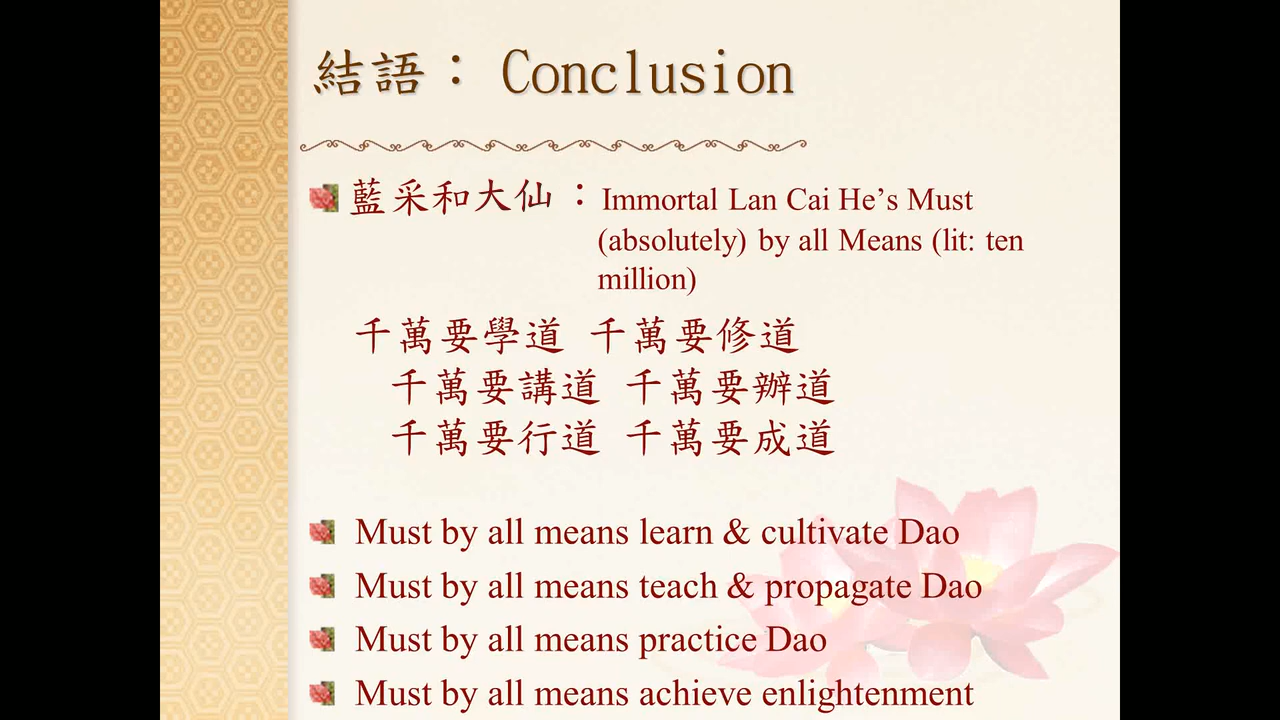 結語： Conclusion
藍采和大仙：Immortal Lan Cai He’s Must
(absolutely) by all Means (lit: ten
million)
千萬要學道 千萬要修道
千萬要講道 千萬要辦道
千萬要行道 千萬要成道
Must by all means learn & cultivate Dao
Must by all means teach & propagate Dao
Must by all means practice Dao
Must by all means achieve enlightenment